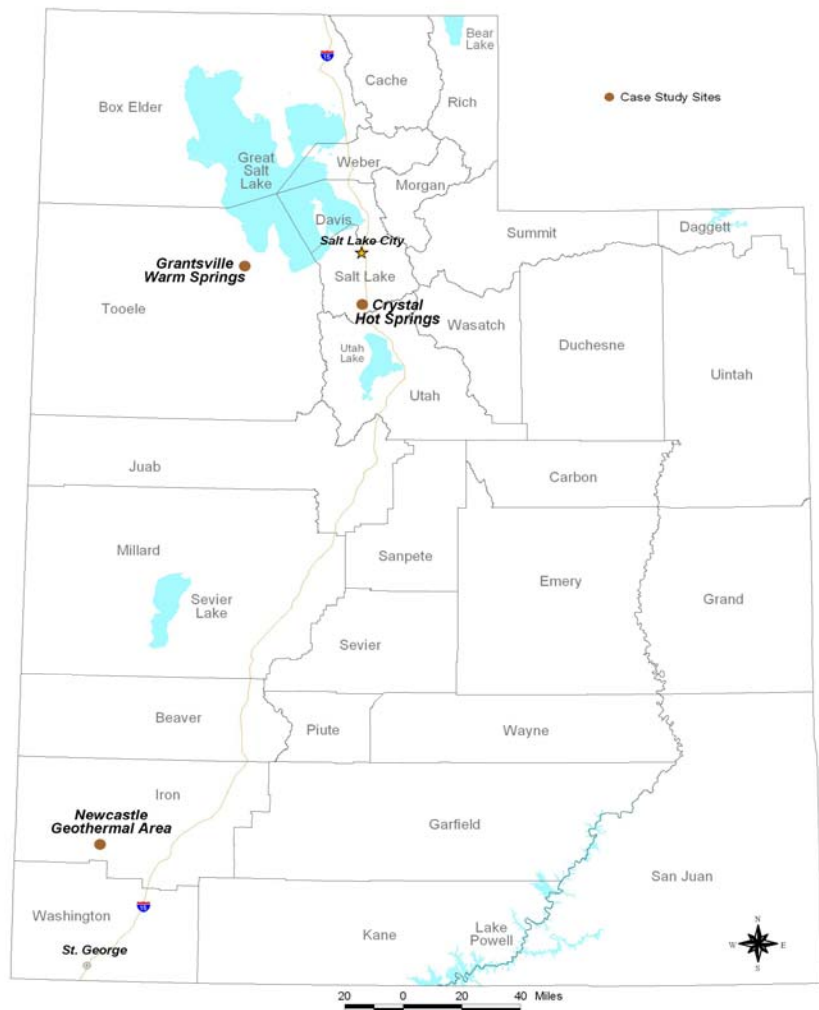 Bear
Lake
15
Cache
Case Study Sites
Box Elder
Rich
Great
Salt
Lake
Weber
Morgan
Davis
Summit
Daggett
Salt Lake City
Grantsville
Warm Springs
Salt Lake
Tooele
Crystal
Hot Springs
Wasatch
Duchesne
Uintah
Utah
Lake
Utah
Juab
Carbon
Millard
Sanpete
Emery
Sevier
Lake
Grand
Sevier
Beaver
Piute
Wayne
Iron
Newcastle
Geothermal Area
Garfield
San Juan
Washington
15
Kane
Lake
Powell
N
W
E
S
St. George
20 0 20 40 Miles